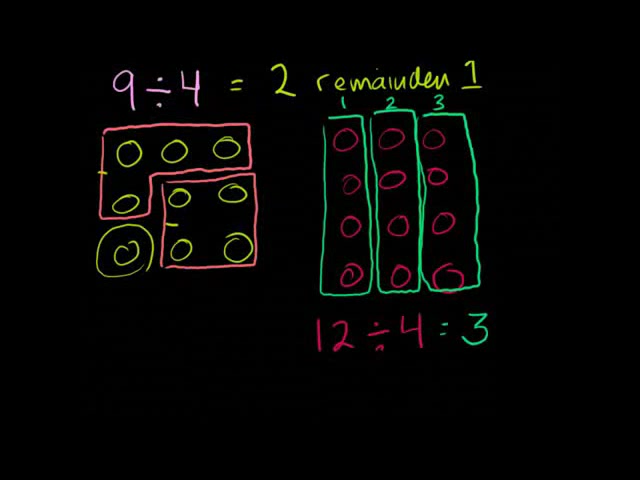 9 ÷ 4 = 2 remainder 1
1 2 3
12 ÷ 4 = 3